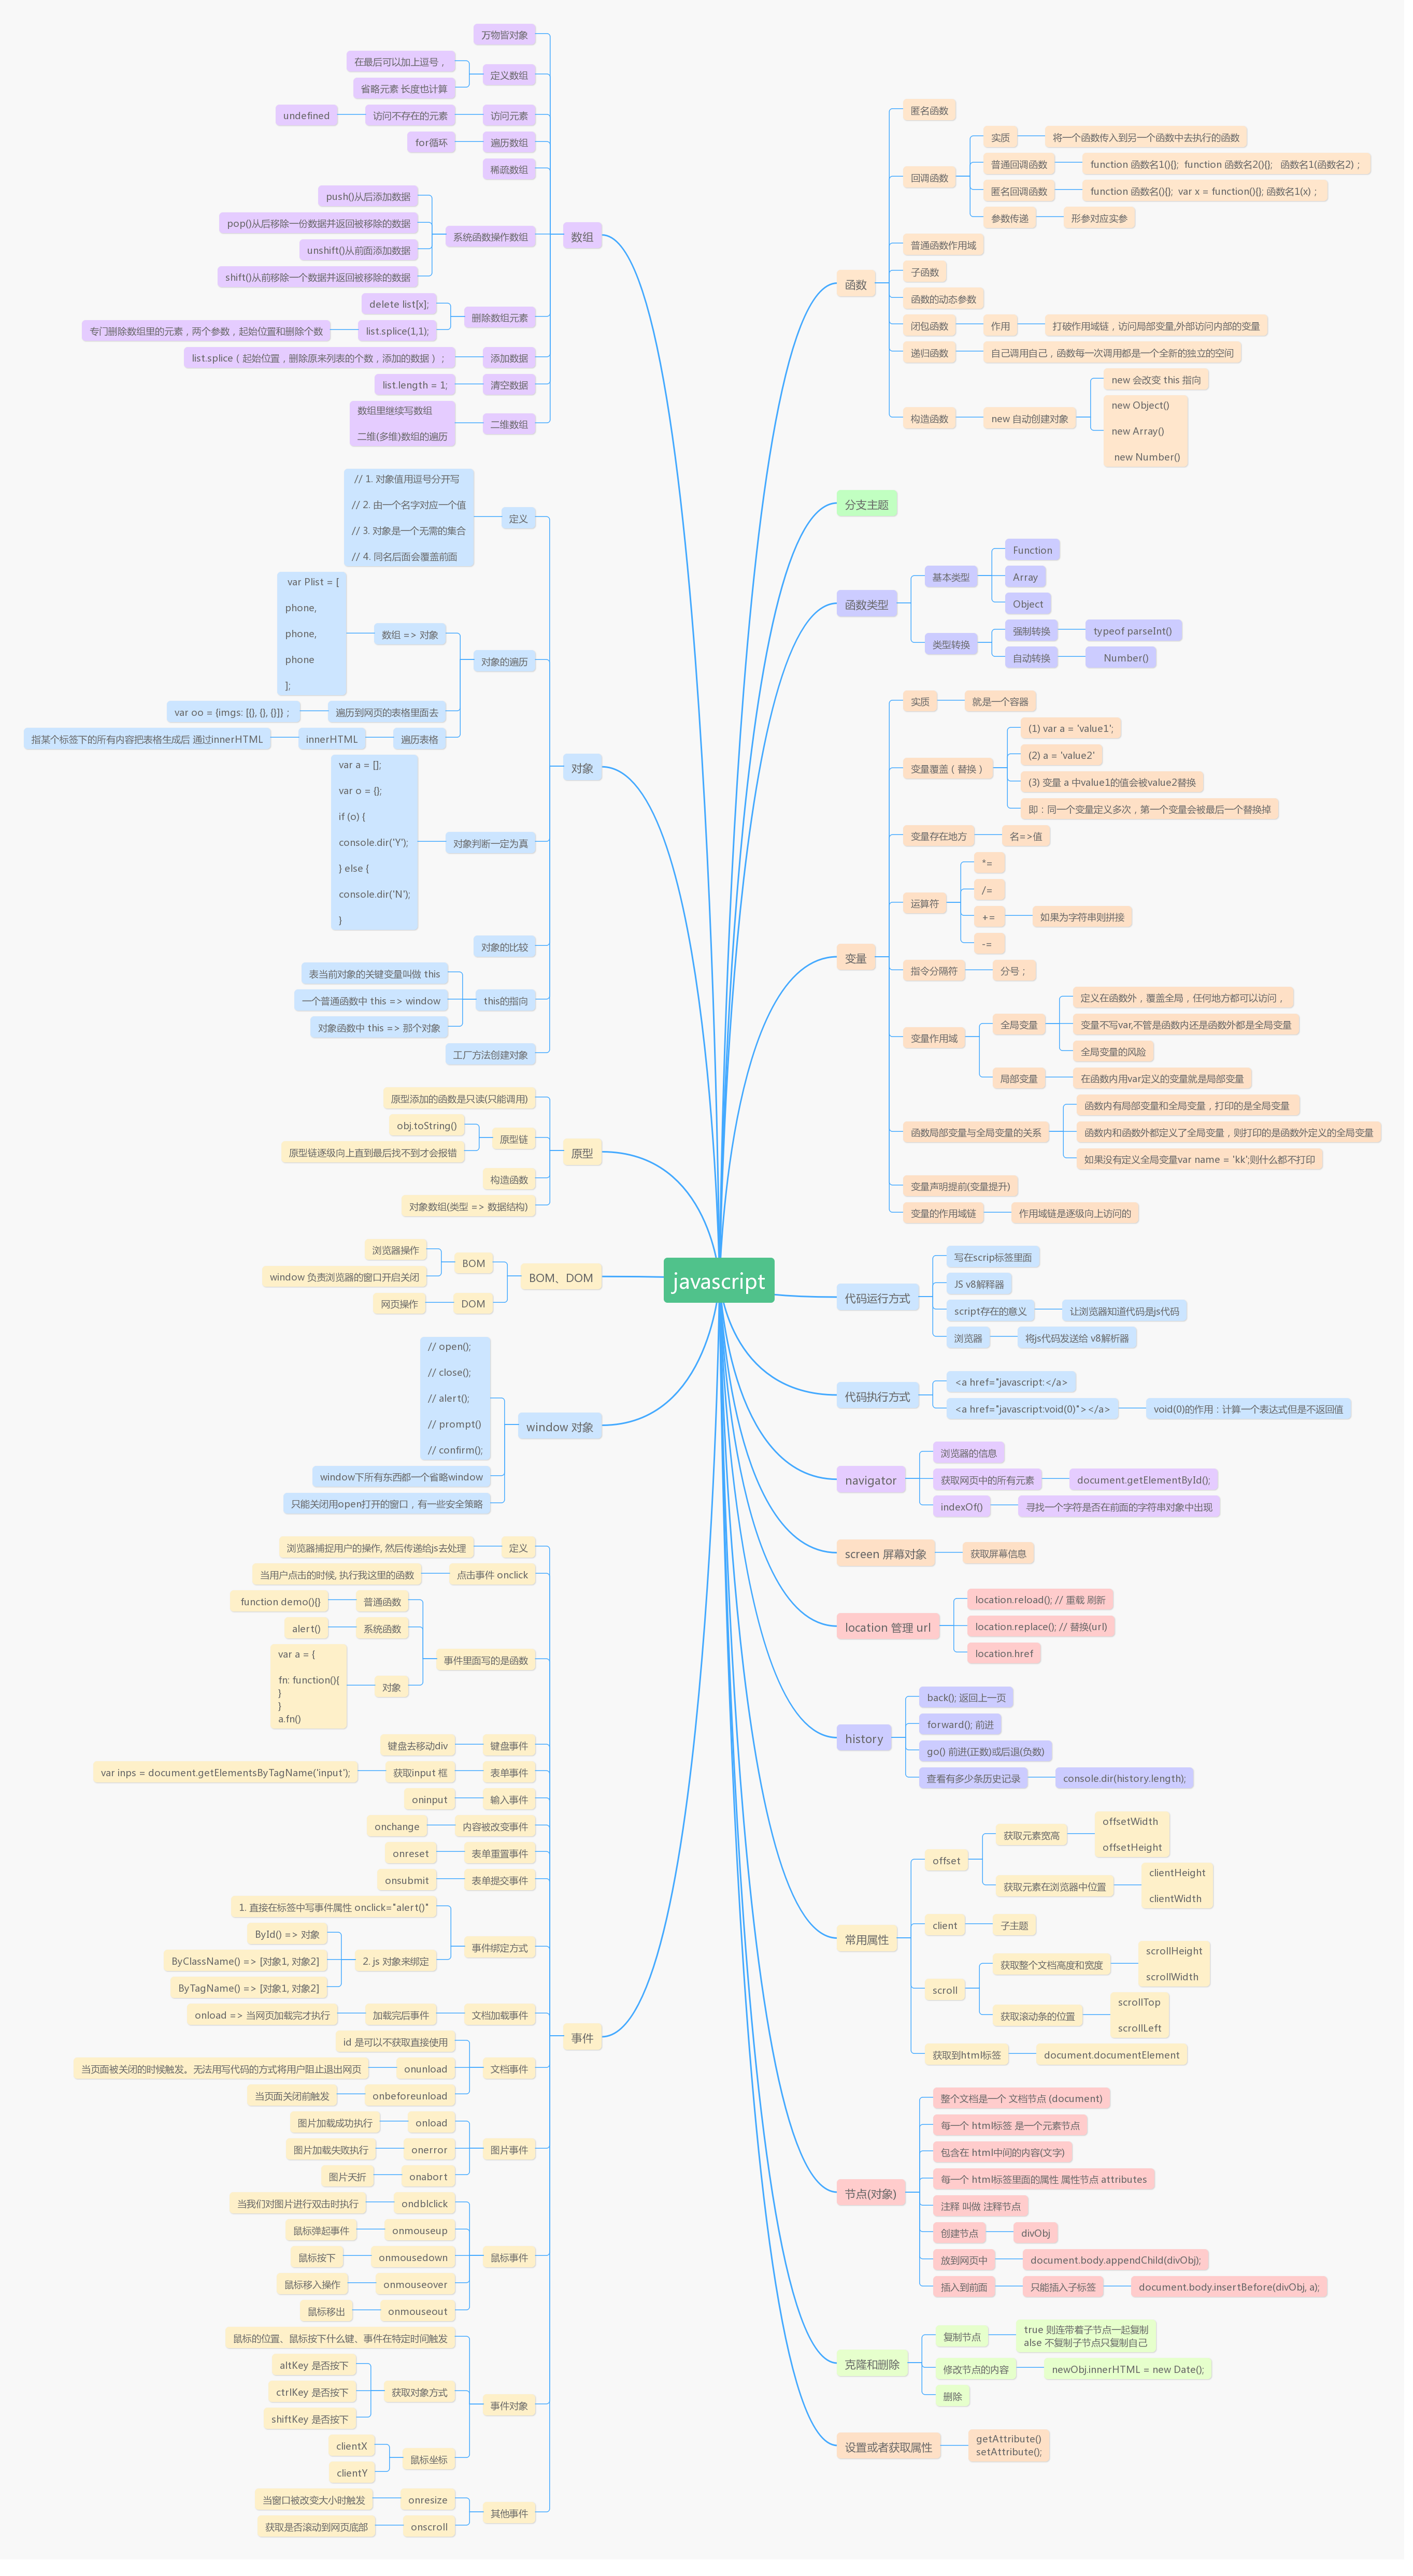 javascript
数组
万物皆对象
定义数组
在最后可以加上逗号，
省略元素 长度也计算
访问元素
访问不存在的元素
undefined
遍历数组
for循环
稀疏数组
系统函数操作数组
push()从后添加数据
pop()从后移除一份数据并返回被移除的数据
unshift()从前面添加数据
shift()从前移除一个数据并返回被移除的数据
删除数组元素
delete list[x];
list.splice(1,1);
专门删除数组里的元素，两个参数，起始位置和删除个数
添加数据
list.splice（起始位置，删除原来列表的个数，添加的数据）；
清空数据
list.length = 1;
二维数组
数组里继续写数组
二维(多维)数组的遍历
对象
定义
// 1. 对象值用逗号分开写
// 2. 由一个名字对应一个值
// 3. 对象是一个无需的集合
// 4. 同名后面会覆盖前面
对象的遍历
数组 => 对象
var Plist = [
phone,
phone,
phone
];
遍历到网页的表格里面去
var oo = {imgs: [{}, {}, {}]}；
遍历表格
innerHTML
指某个标签下的所有内容把表格生成后 通过innerHTML
对象判断一定为真
var a = [];
var o = {};
if (o) {
console.dir('Y');
} else {
console.dir('N');
}
对象的比较
this的指向
表当前对象的关键变量叫做 this
一个普通函数中 this => window
对象函数中 this => 那个对象
工厂方法创建对象
原型
原型添加的函数是只读(只能调用)
原型链
obj.toString()
原型链逐级向上直到最后找不到才会报错
构造函数
对象数组(类型 => 数据结构)
BOM、DOM
BOM
浏览器操作
window 负责浏览器的窗口开启关闭
DOM
网页操作
window 对象
// open();
// close();
// alert();
// prompt()
// confirm();
window下所有东西都一个省略window
只能关闭用open打开的窗口，有一些安全策略
事件
定义
浏览器捕捉用户的操作, 然后传递给js去处理
点击事件 onclick
当用户点击的时候, 执行我这里的函数
事件里面写的是函数
普通函数
function demo(){}
系统函数
alert()
对象
var a = {
fn: function(){
}
}
a.fn()
键盘事件
键盘去移动div
表单事件
获取input 框
var inps = document.getElementsByTagName('input');
输入事件
oninput
内容被改变事件
onchange
表单重置事件
onreset
表单提交事件
onsubmit
事件绑定方式
1. 直接在标签中写事件属性 onclick="alert()"
2. js 对象来绑定
ById() => 对象
ByClassName() => [对象1, 对象2]
ByTagName() => [对象1, 对象2]
文档加载事件
加载完后事件
onload => 当网页加载完才执行
文档事件
id 是可以不获取直接使用
onunload
当页面被关闭的时候触发。无法用写代码的方式将用户阻止退出网页
onbeforeunload
当页面关闭前触发
图片事件
onload
图片加载成功执行
onerror
图片加载失败执行
onabort
图片夭折
鼠标事件
ondblclick
当我们对图片进行双击时执行
onmouseup
鼠标弹起事件
onmousedown
鼠标按下
onmouseover
鼠标移入操作
onmouseout
鼠标移出
事件对象
鼠标的位置、鼠标按下什么键、事件在特定时间触发
获取对象方式
altKey 是否按下
ctrlKey 是否按下
shiftKey 是否按下
鼠标坐标
clientX
clientY
其他事件
onresize
当窗口被改变大小时触发
onscroll
获取是否滚动到网页底部
函数
匿名函数
回调函数
实质
将一个函数传入到另一个函数中去执行的函数
普通回调函数
function 函数名1(){}; function 函数名2(){}; 函数名1(函数名2)；
匿名回调函数
function 函数名(){}; var x = function(){}; 函数名1(x)；
参数传递
形参对应实参
普通函数作用域
子函数
函数的动态参数
闭包函数
作用
打破作用域链，访问局部变量,外部访问内部的变量
递归函数
自己调用自己，函数每一次调用都是一个全新的独立的空间
构造函数
new 自动创建对象
new 会改变 this 指向
new Object()
new Array()
new Number()
分支主题
函数类型
基本类型
Function
Array
Object
类型转换
强制转换
typeof parseInt()
自动转换
Number()
变量
实质
就是一个容器
变量覆盖（替换）
(1) var a = 'value1';
(2) a = 'value2'
(3) 变量 a 中value1的值会被value2替换
即：同一个变量定义多次，第一个变量会被最后一个替换掉
变量存在地方
名=>值
运算符
*=
/=
+=
如果为字符串则拼接
-=
指令分隔符
分号；
变量作用域
全局变量
定义在函数外，覆盖全局，任何地方都可以访问，
变量不写var,不管是函数内还是函数外都是全局变量
全局变量的风险
局部变量
在函数内用var定义的变量就是局部变量
函数局部变量与全局变量的关系
函数内有局部变量和全局变量，打印的是全局变量
函数内和函数外都定义了全局变量，则打印的是函数外定义的全局变量
如果没有定义全局变量var name = 'kk';则什么都不打印
变量声明提前(变量提升)
变量的作用域链
作用域链是逐级向上访问的
代码运行方式
写在scrip标签里面
JS v8解释器
script存在的意义
让浏览器知道代码是js代码
浏览器
将js代码发送给 v8解析器
代码执行方式
<a href="javascript:</a>
<a href="javascript:void(0)"></a>
void(0)的作用：计算一个表达式但是不返回值
navigator
浏览器的信息
获取网页中的所有元素
document.getElementById();
indexOf()
寻找一个字符是否在前面的字符串对象中出现
screen 屏幕对象
获取屏幕信息
location 管理 url
location.reload(); // 重载 刷新
location.replace(); // 替换(url)
location.href
history
back(); 返回上一页
forward(); 前进
go() 前进(正数)或后退(负数)
查看有多少条历史记录
console.dir(history.length);
常用属性
offset
获取元素宽高
offsetWidth
offsetHeight
获取元素在浏览器中位置
clientHeight
clientWidth
client
子主题
scroll
获取整个文档高度和宽度
scrollHeight
scrollWidth
获取滚动条的位置
scrollTop
scrollLeft
获取到html标签
document.documentElement
节点(对象)
整个文档是一个 文档节点 (document)
每一个 html标签 是一个元素节点
包含在 html中间的内容(文字)
每一个 html标签里面的属性 属性节点 attributes
注释 叫做 注释节点
创建节点
divObj
放到网页中
document.body.appendChild(divObj);
插入到前面
只能插入子标签
document.body.insertBefore(divObj, a);
克隆和删除
复制节点
true 则连带着子节点一起复制
alse 不复制子节点只复制自己
修改节点的内容
newObj.innerHTML = new Date();
删除
设置或者获取属性
getAttribute()
setAttribute();